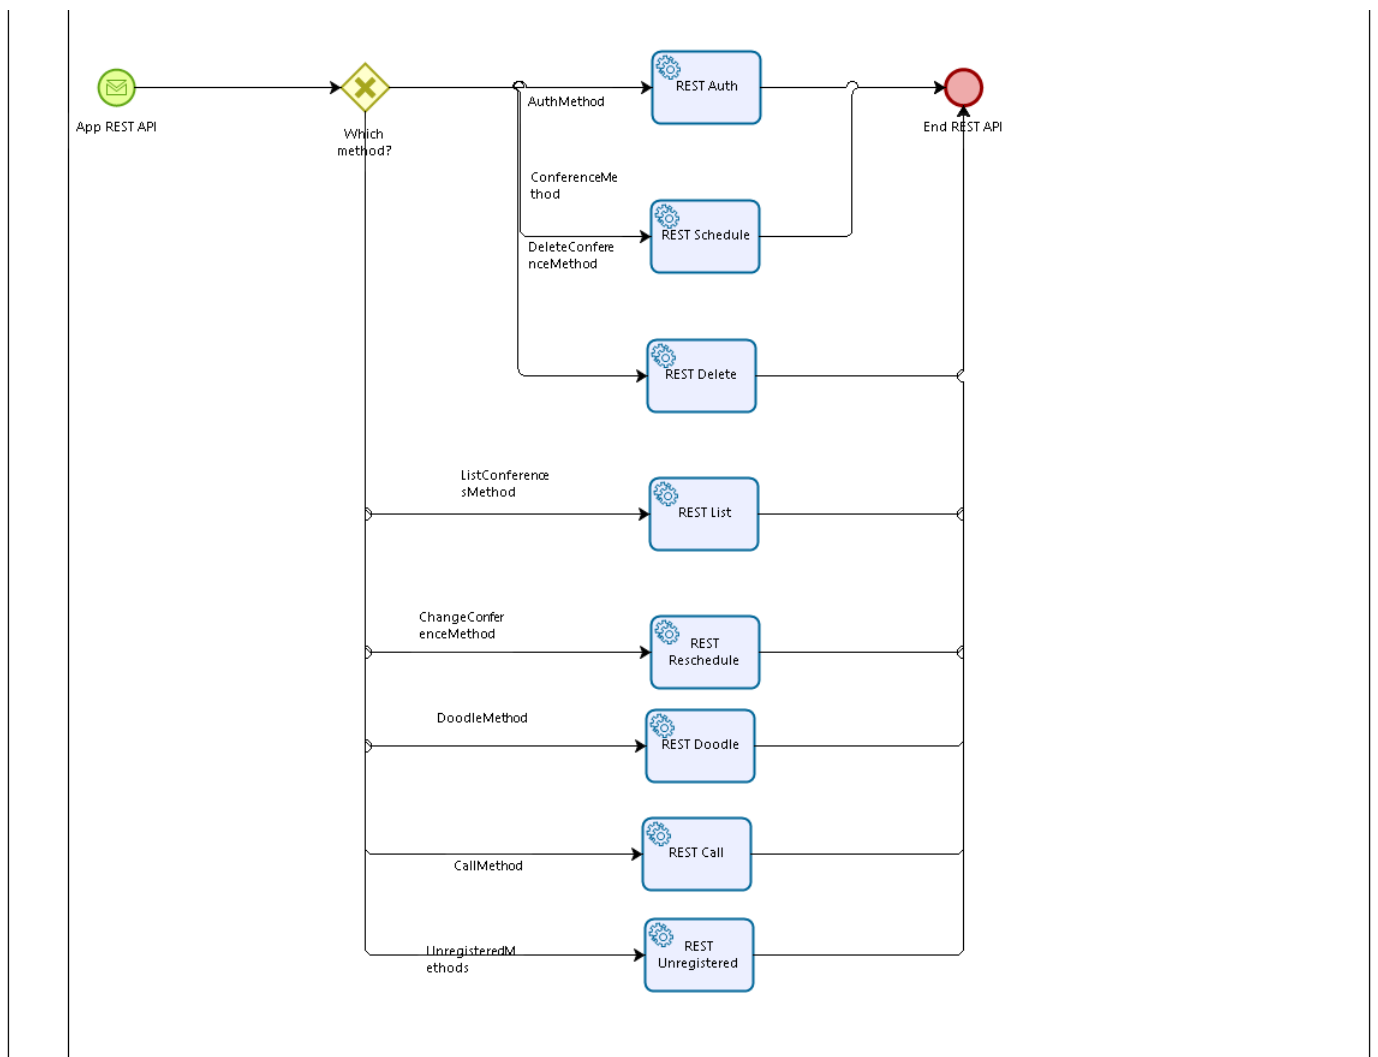 App REST API
Which
method?
AuthMethod
REST Auth
End REST API
ConferenceMe
thod
REST Schedule
DeleteConfere
nceMethod
REST Delete
ListConference
sMethod
REST List
ChangeConfer
enceMethod
REST
Reschedule
DoodleMethod
REST Doodle
CallMethod
REST Call
UnregisteredM
ethods
REST
Unregistered